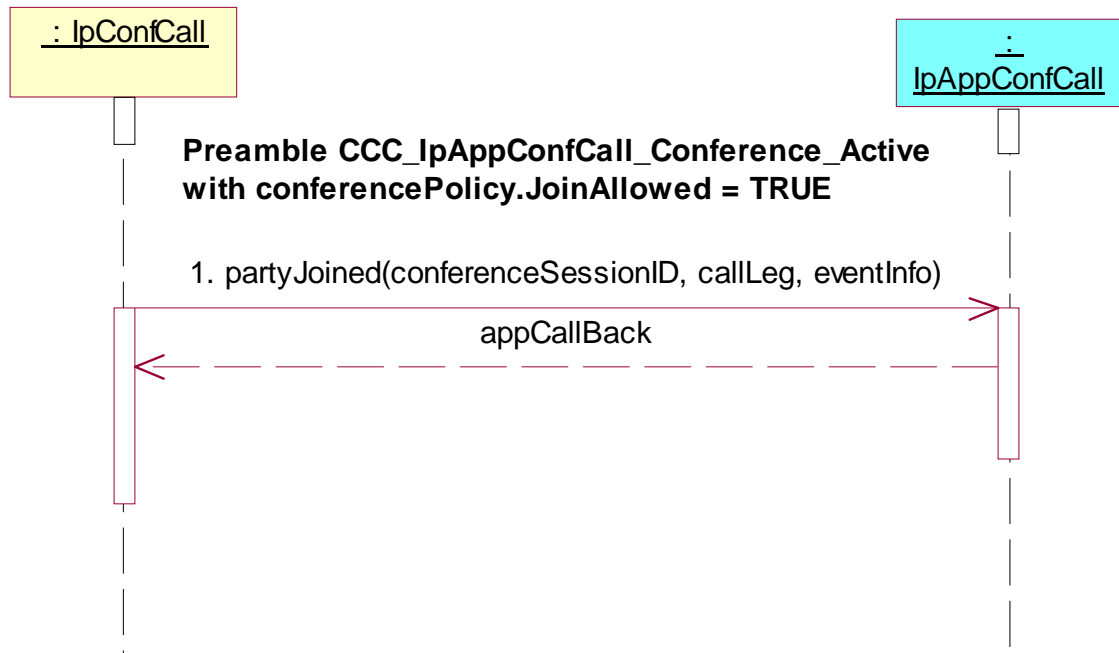 : IpConfCall
:
IpAppConfCall
Preamble CCC_IpAppConfCall_Conference_Active
with conferencePolicy.JoinAllowed = TRUE
1. partyJoined(conferenceSessionID, callLeg, eventInfo)
appCallBack